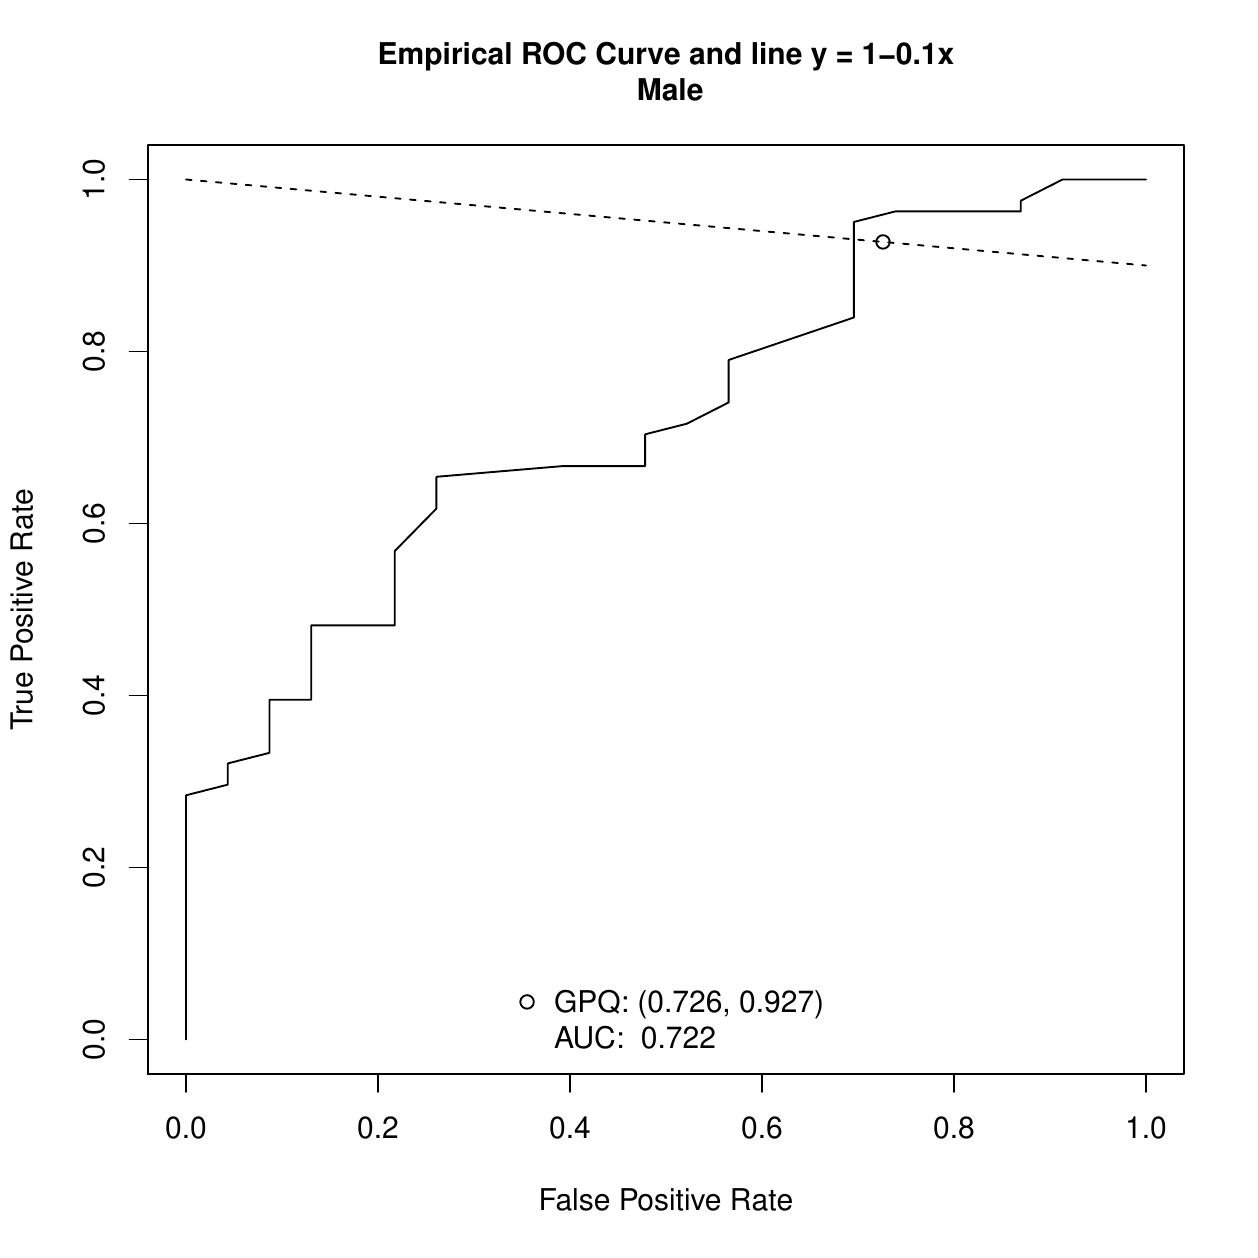 Empirical ROC Curve and line y = 1−0.1x
Male
True Positive Rate
1.0
0.8
0.6
0.4
0.2
0.0
GPQ: (0.726, 0.927)
AUC: 0.722
0.0 0.2 0.4 0.6 0.8 1.0
False Positive Rate